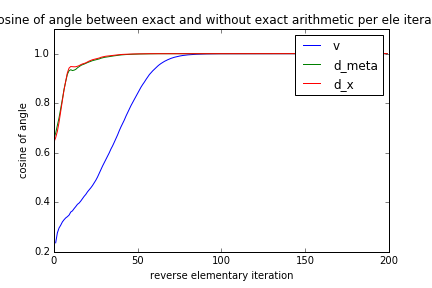 osine of angle between exact and without exact arithmetic per ele itera
v
d_meta
d_x
1.0
0.8
0.6
0.4
0.2
cosine of angle
0 50 100 150 200
reverse elementary iteration